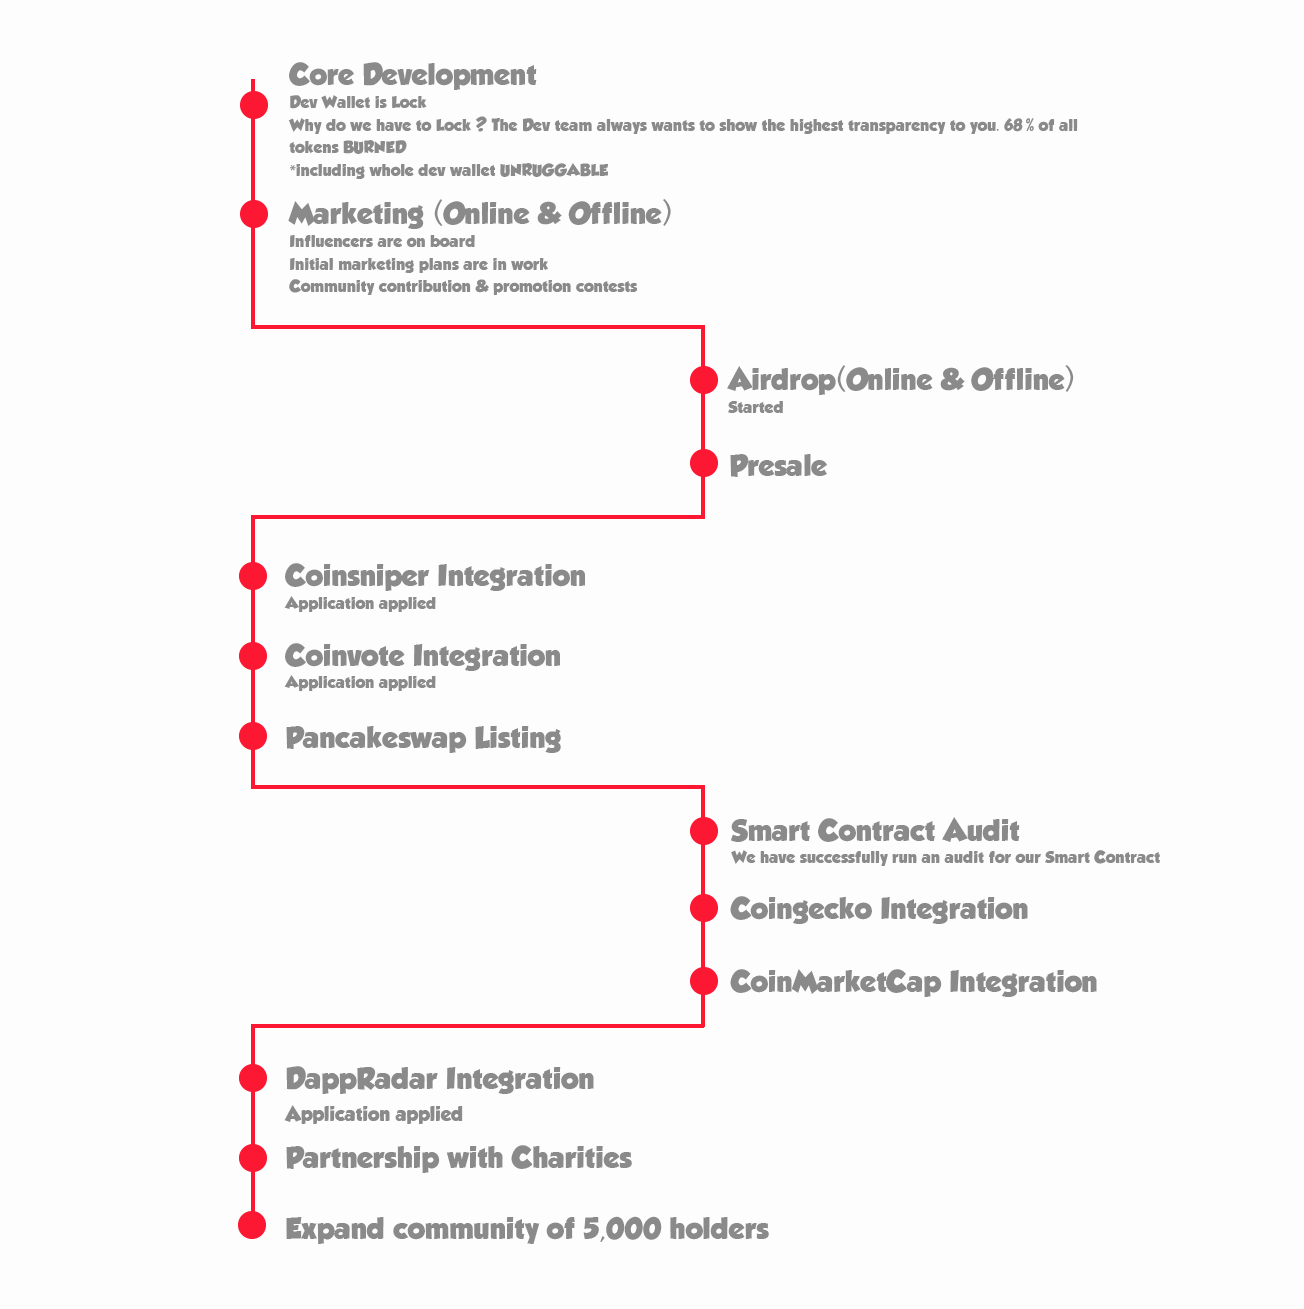 Core Development
Dev Wallet is Lock
Why do we have to Lock ? The Dev team always wants to show the highest transparency to you. 68% of all
tokens BURNED
*including whole dev wallet UNRUGGABLE
Marketing (Online & Offline)
Influencers are on board
Initial marketing plans are in work
Community contribution & promotion contests
Airdrop(Online & Offline)
Started
Presale
Coinsniper Integration
Application applied
Coinvote Integration
Application applied
Pancakeswap Listing
Smart Contract Audit
We have successfully run an audit for our Smart Contract
Coingecko Integration
CoinMarketCap Integration
DappRadar Integration
Application applied
Partnership with Charities
Expand community of 5,000 holders